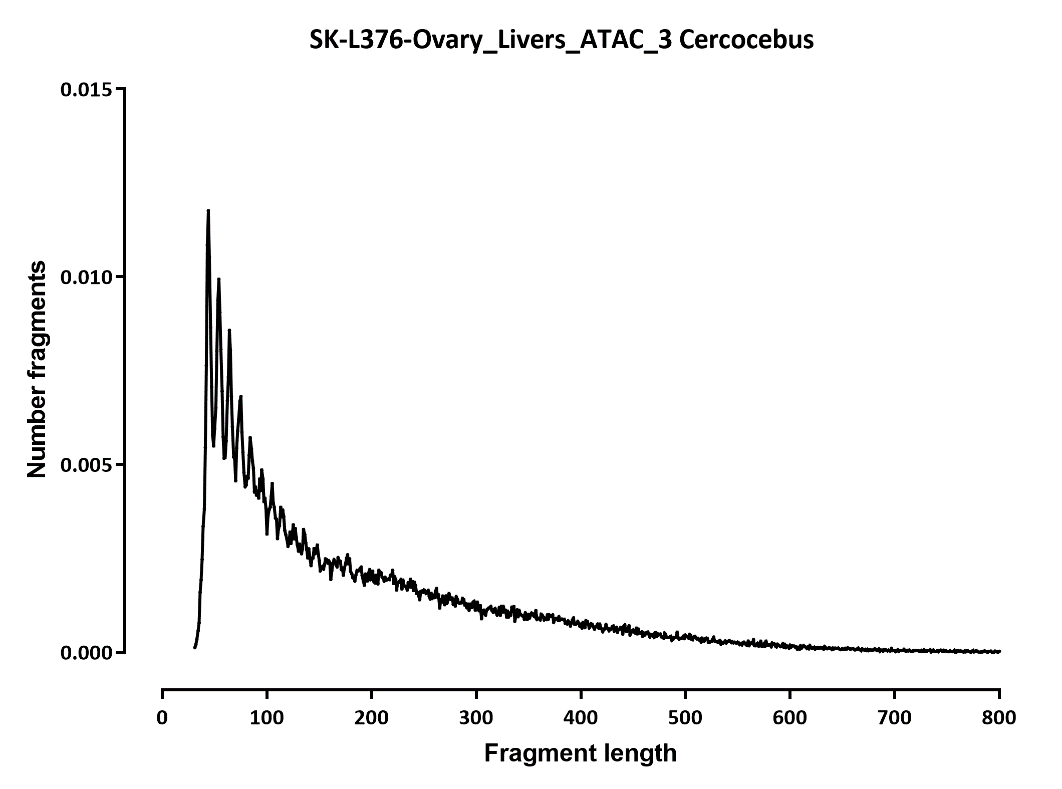 SK-L376-Ovary_Livers_ATAC_3 Cercocebus
0.015
0.010
0.005
0.000
Number fragments
0 100 200 300 400 500 600 700 800
Fragment length